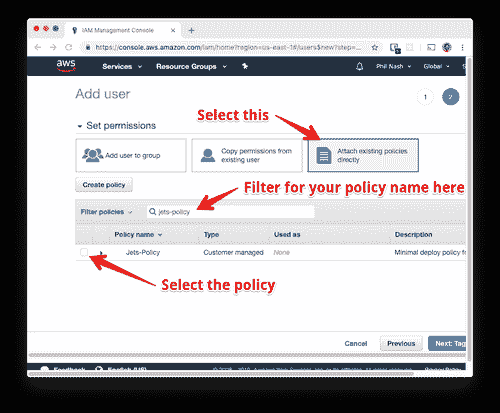 IAM Management Console
https://console.aws.amazon.com/iam/home?region=us-east-1#/users$new?step=...
aws Services Resource Groups Phil Nash Global S
Add user 1 2
Select this
Set permissions
Add user to group
Copy permissions from existing user
Attach existing policies directly
Create policy
Filter for your policy name here
Filter policies jets-policy
Policy name Type Used as Description
Jets-Policy Customer managed None Minimal deploy policy f
Select the policy
Cancel Previous Next: Tag
Feedback English (US)